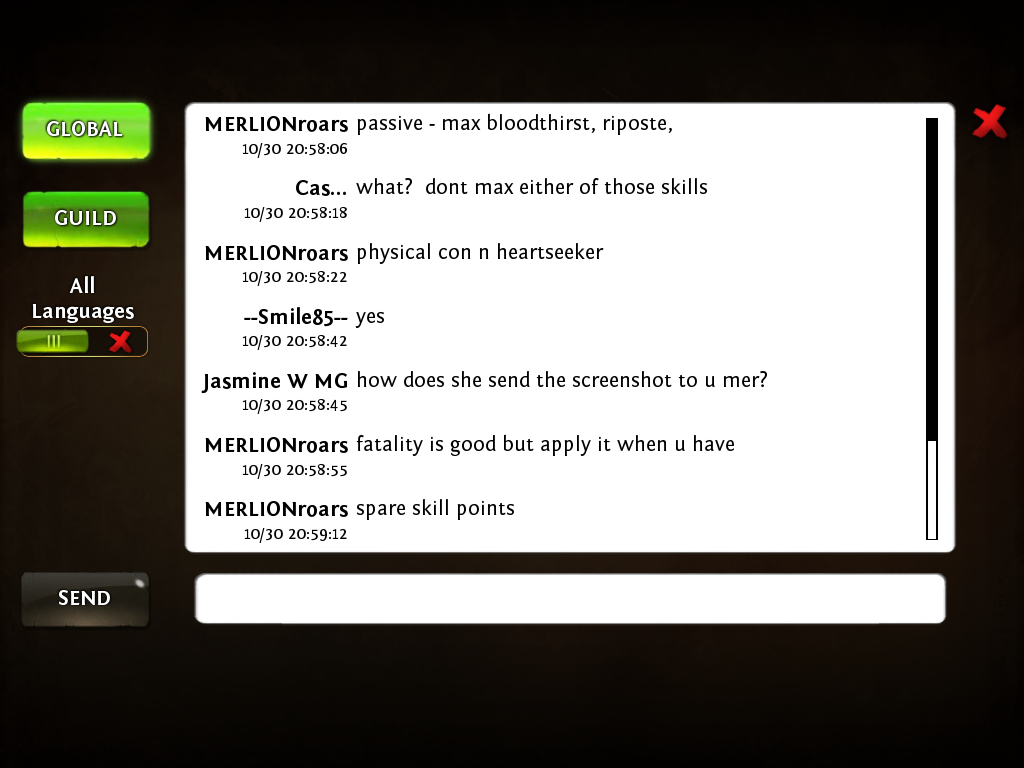 GLOBAL
GUILD
All
Languages
SEND
MERLIONroars passive - max bloodthirst, riposte,
10/30 20:58:06
Cas... what?  dont max either of those skills
10/30 20:58:18
MERLIONroars physical con n heartseeker
10/30 20:58:22
--Smile85-- yes
10/30 20:58:42
Jasmine W MG how does she send the screenshot to u mer?
10/30 20:58:45
MERLIONroars fatality is good but apply it when u have
10/30 20:58:55
MERLIONroars spare skill points
10/30 20:59:12